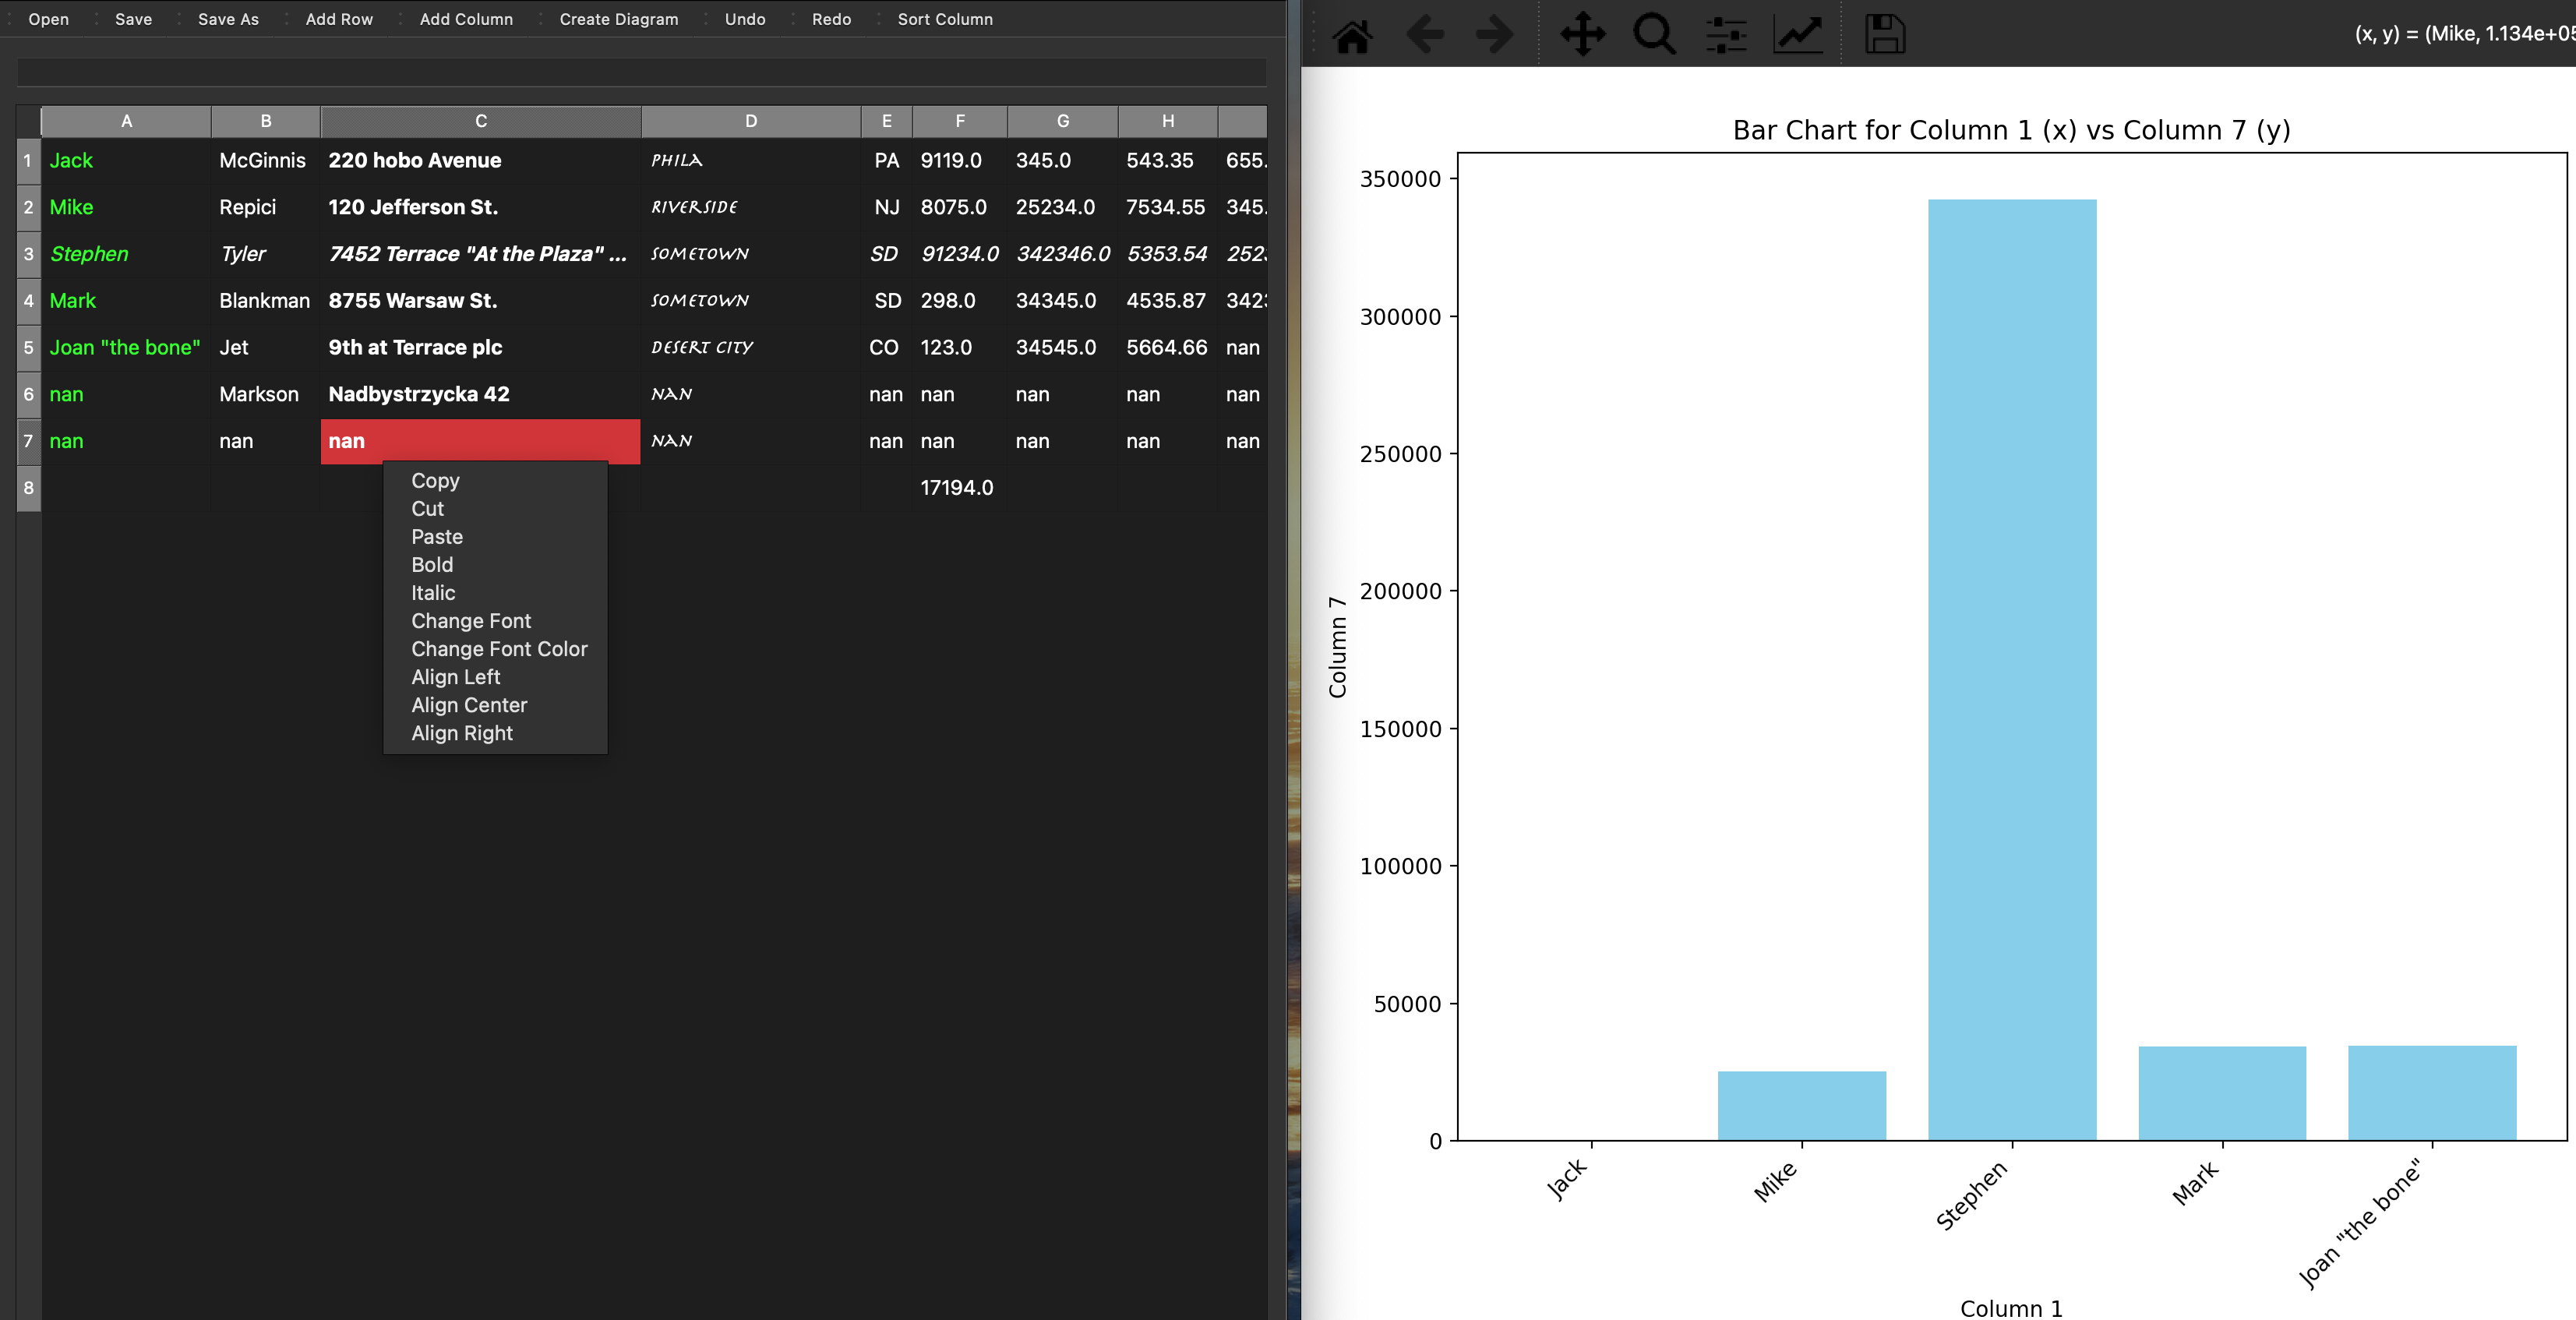 Open Save Save As Add Row Add Column Create Diagram Undo Redo Sort Column
A B C D E F G H
1 Jack McGinnis 220 hobo Avenue PHILA PA 9119.0 345.0 543.35 655.
2 Mike Repici 120 Jefferson St. RIVERSIDE NJ 8075.0 25234.0 7534.55 345.
3 Stephen Tyler 7452 Terrace "At the Plaza" ... SOMETOWN SD 91234.0 342346.0 5353.54 252
4 Mark Blankman 8755 Warsaw St. SOMETOWN SD 298.0 34345.0 4535.87 342
5 Joan "the bone" Jet 9th at Terrace plc DESERT CITY CO 123.0 34545.0 5664.66 nan
6 nan Markson Nadbystrzycka 42 NAN nan nan nan nan nan
7 nan nan nan NAN nan nan nan nan nan
8 17194.0
Copy
Cut
Paste
Bold
Italic
Change Font
Change Font Color
Align Left
Align Center
Align Right
(x, y) = (Mike, 1.134e+05
Bar Chart for Column 1 (x) vs Column 7 (y)
350000
300000
250000
200000
150000
100000
50000
0
Column 7
Jack Mike Stephen Mark Joan "the bone"
Column 1